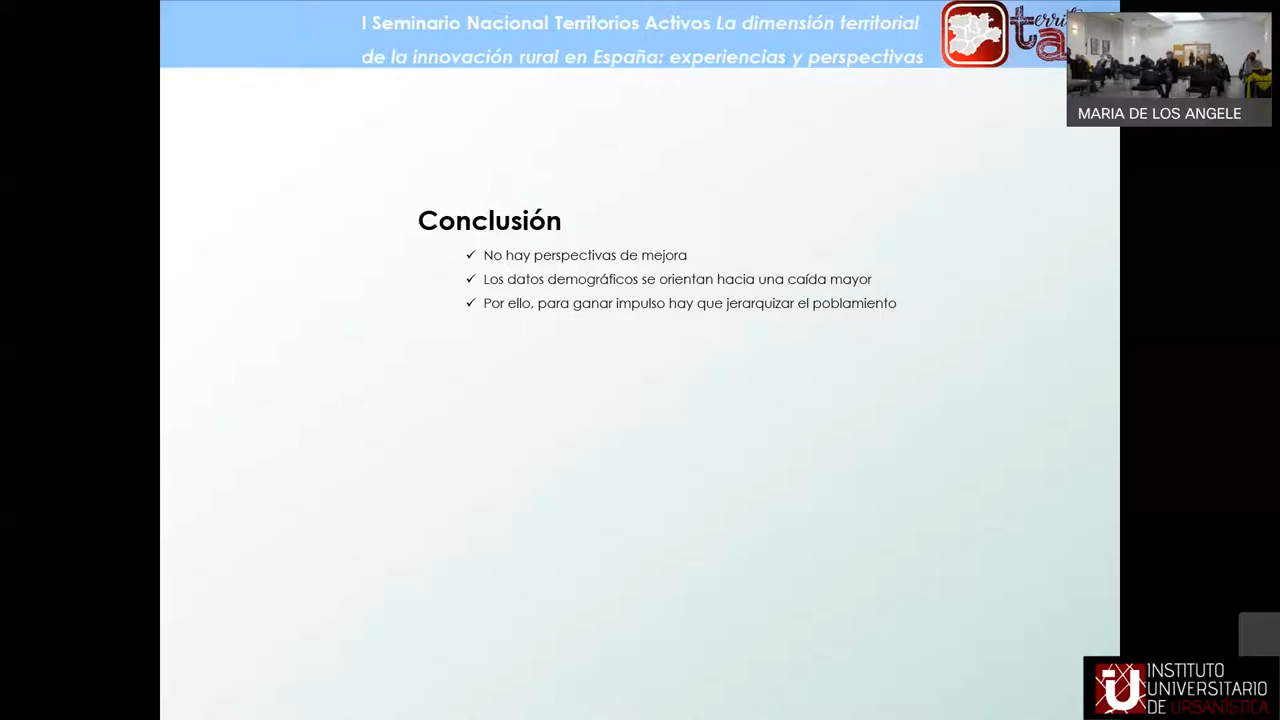 I Seminario Nacional Territorios Activos La dimensión territorial
de la innovación rural en España: experiencias y perspectivas
MARIA DE LOS ANGELE
Conclusión
✓ No hay perspectivas de mejora
✓ Los datos demográficos se orientan hacia una caída mayor
✓ Por ello, para ganar impulso hay que jerarquizar el poblamiento
INSTITUTO
UNIVERSITARIO
DE URBANÍSTICA